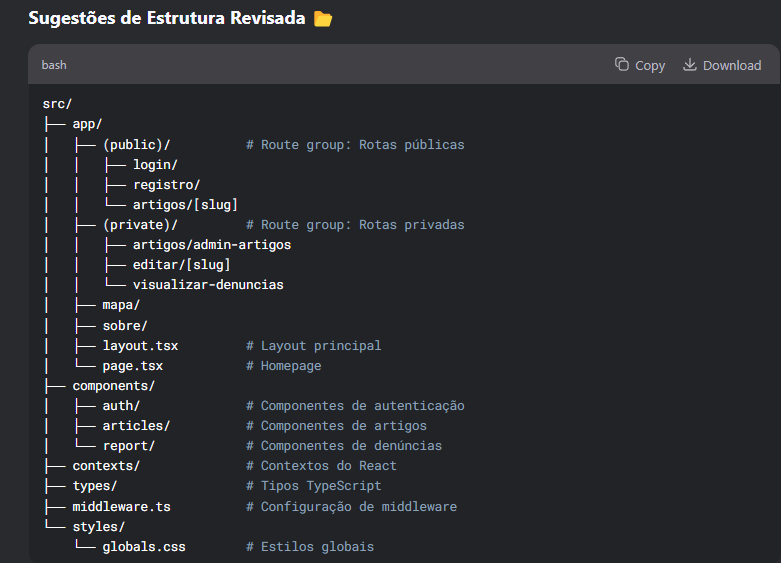 Sugestões de Estrutura Revisada 📂
bash Copy Download
src/
├── app/
│   ├── (public)/          # Route group: Rotas públicas
│   │   ├── login/
│   │   ├── registro/
│   │   └── artigos/[slug]
│   ├── (private)/         # Route group: Rotas privadas
│   │   ├── artigos/admin-artigos
│   │   ├── editar/[slug]
│   │   └── visualizar-denuncias
│   ├── mapa/
│   ├── sobre/
│   ├── layout.tsx         # Layout principal
│   └── page.tsx           # Homepage
├── components/
│   ├── auth/              # Componentes de autenticação
│   ├── articles/          # Componentes de artigos
│   └── report/            # Componentes de denúncias
├── contexts/              # Contextos do React
├── types/                 # Tipos TypeScript
├── middleware.ts          # Configuração de middleware
└── styles/
    └── globals.css        # Estilos globais